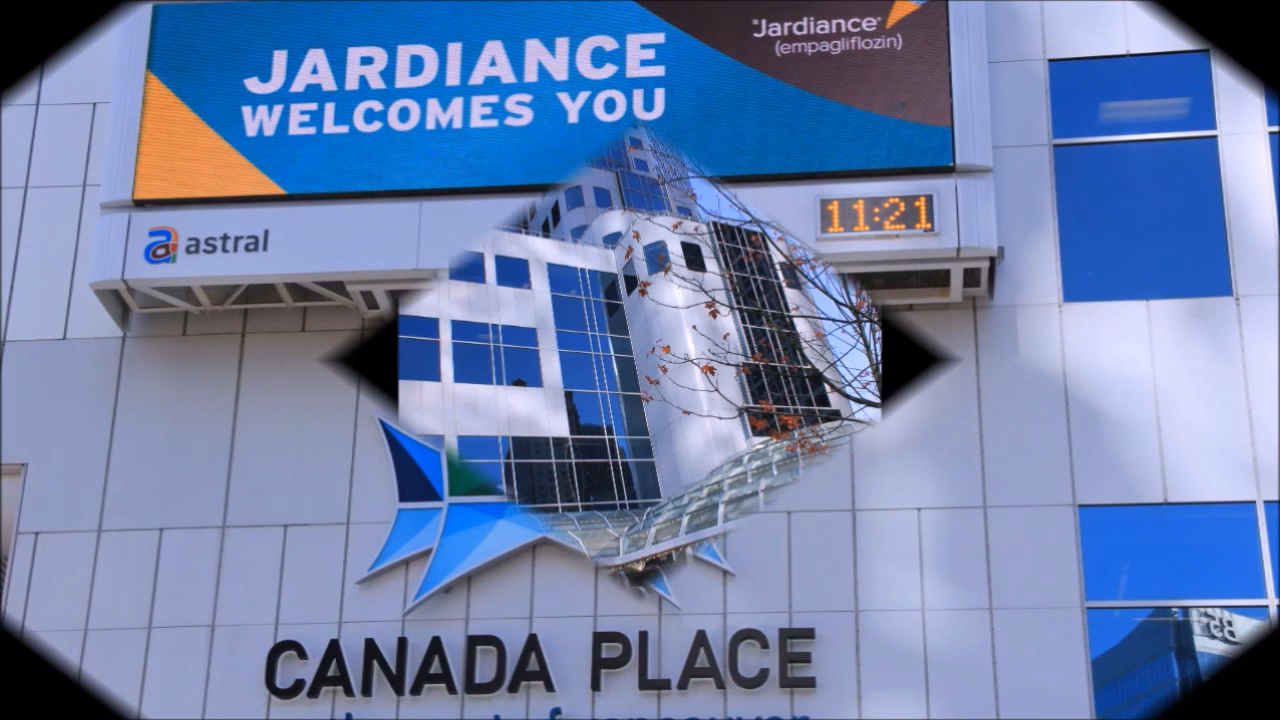 "Jardiance"
(empagliflozin)
JARDIANCE
WELCOMES YOU
11:21
astral
CANADA PLACE